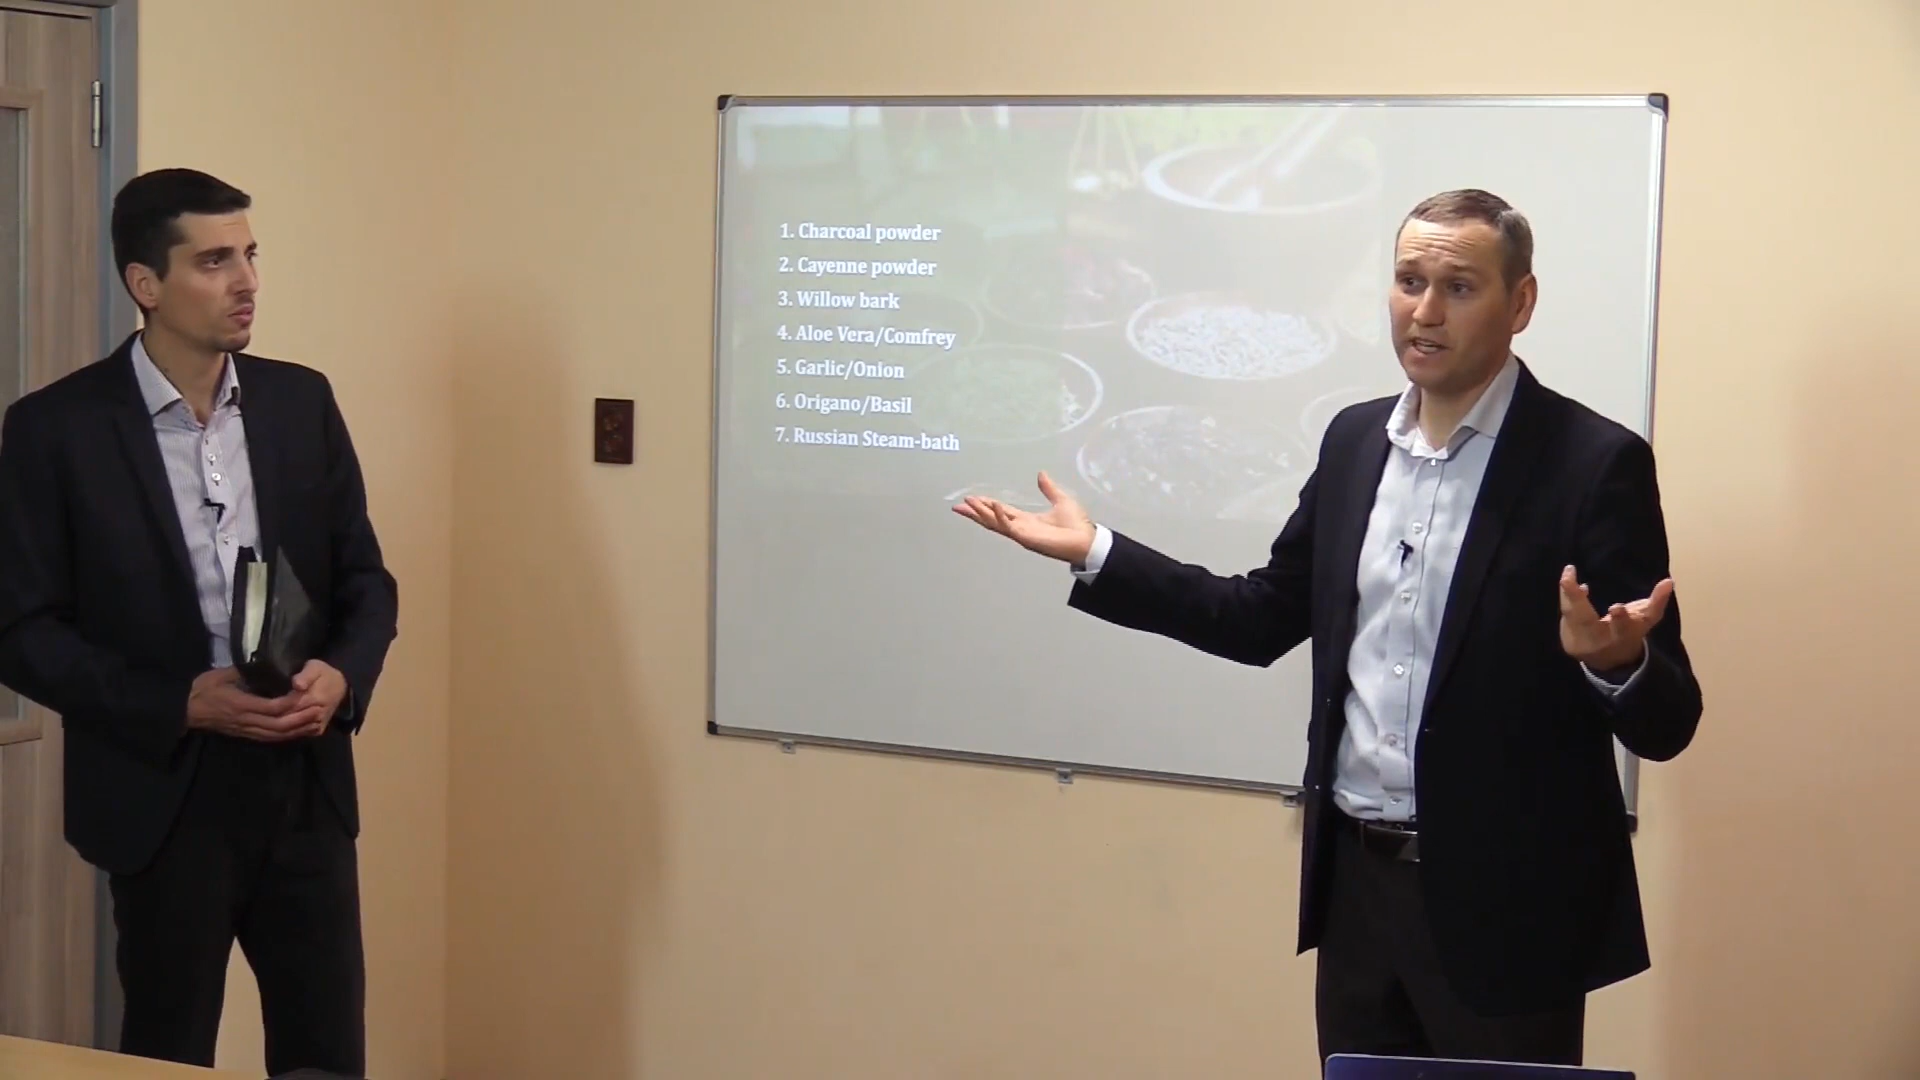 1. Charcoal powder
2. Cayenne powder
3. Willow bark
4. Aloe Vera/Comfrey
5. Garlic/Onion
6. Origano/Basil
7. Russian Steam-bath